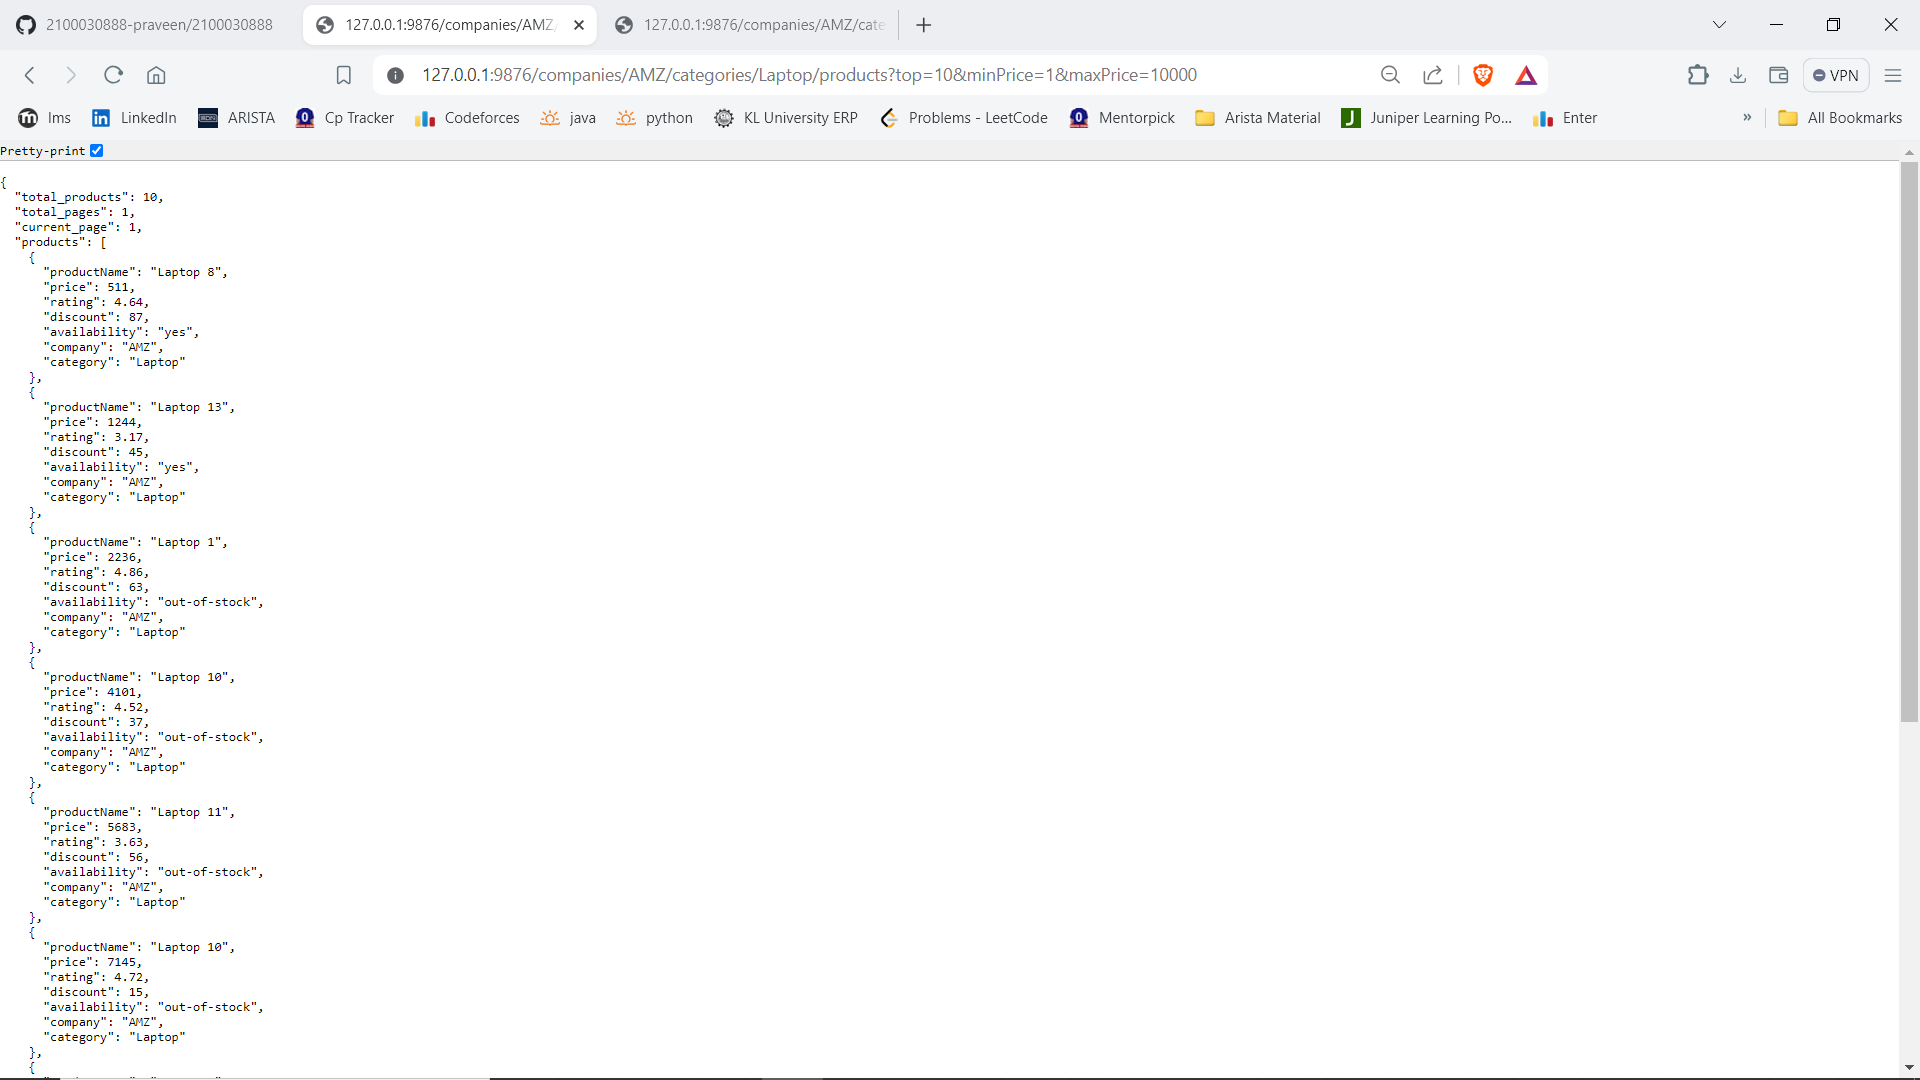 2100030888-praveen/2100030888
127.0.0.1:9876/companies/AMZ/
127.0.0.1:9876/companies/AMZ/cate
127.0.0.1:9876/companies/AMZ/categories/Laptop/products?top=10&minPrice=1&maxPrice=10000
VPN
lms
LinkedIn
ARISTA
Cp Tracker
Codeforces
java
python
KL University ERP
Problems - LeetCode
Mentorpick
Arista Material
Juniper Learning Po...
Enter
»
All Bookmarks
Pretty-print
{
"total_products": 10,
"total_pages": 1,
"current_page": 1,
"products": [
{
"productName": "Laptop 8",
"price": 511,
"rating": 4.64,
"discount": 87,
"availability": "yes",
"company": "AMZ",
"category": "Laptop"
},
{
"productName": "Laptop 13",
"price": 1244,
"rating": 3.17,
"discount": 45,
"availability": "yes",
"company": "AMZ",
"category": "Laptop"
},
{
"productName": "Laptop 1",
"price": 2236,
"rating": 4.86,
"discount": 63,
"availability": "out-of-stock",
"company": "AMZ",
"category": "Laptop"
},
{
"productName": "Laptop 10",
"price": 4101,
"rating": 4.52,
"discount": 37,
"availability": "out-of-stock",
"company": "AMZ",
"category": "Laptop"
},
{
"productName": "Laptop 11",
"price": 5683,
"rating": 3.63,
"discount": 56,
"availability": "out-of-stock",
"company": "AMZ",
"category": "Laptop"
},
{
"productName": "Laptop 10",
"price": 7145,
"rating": 4.72,
"discount": 15,
"availability": "out-of-stock",
"company": "AMZ",
"category": "Laptop"
},
{